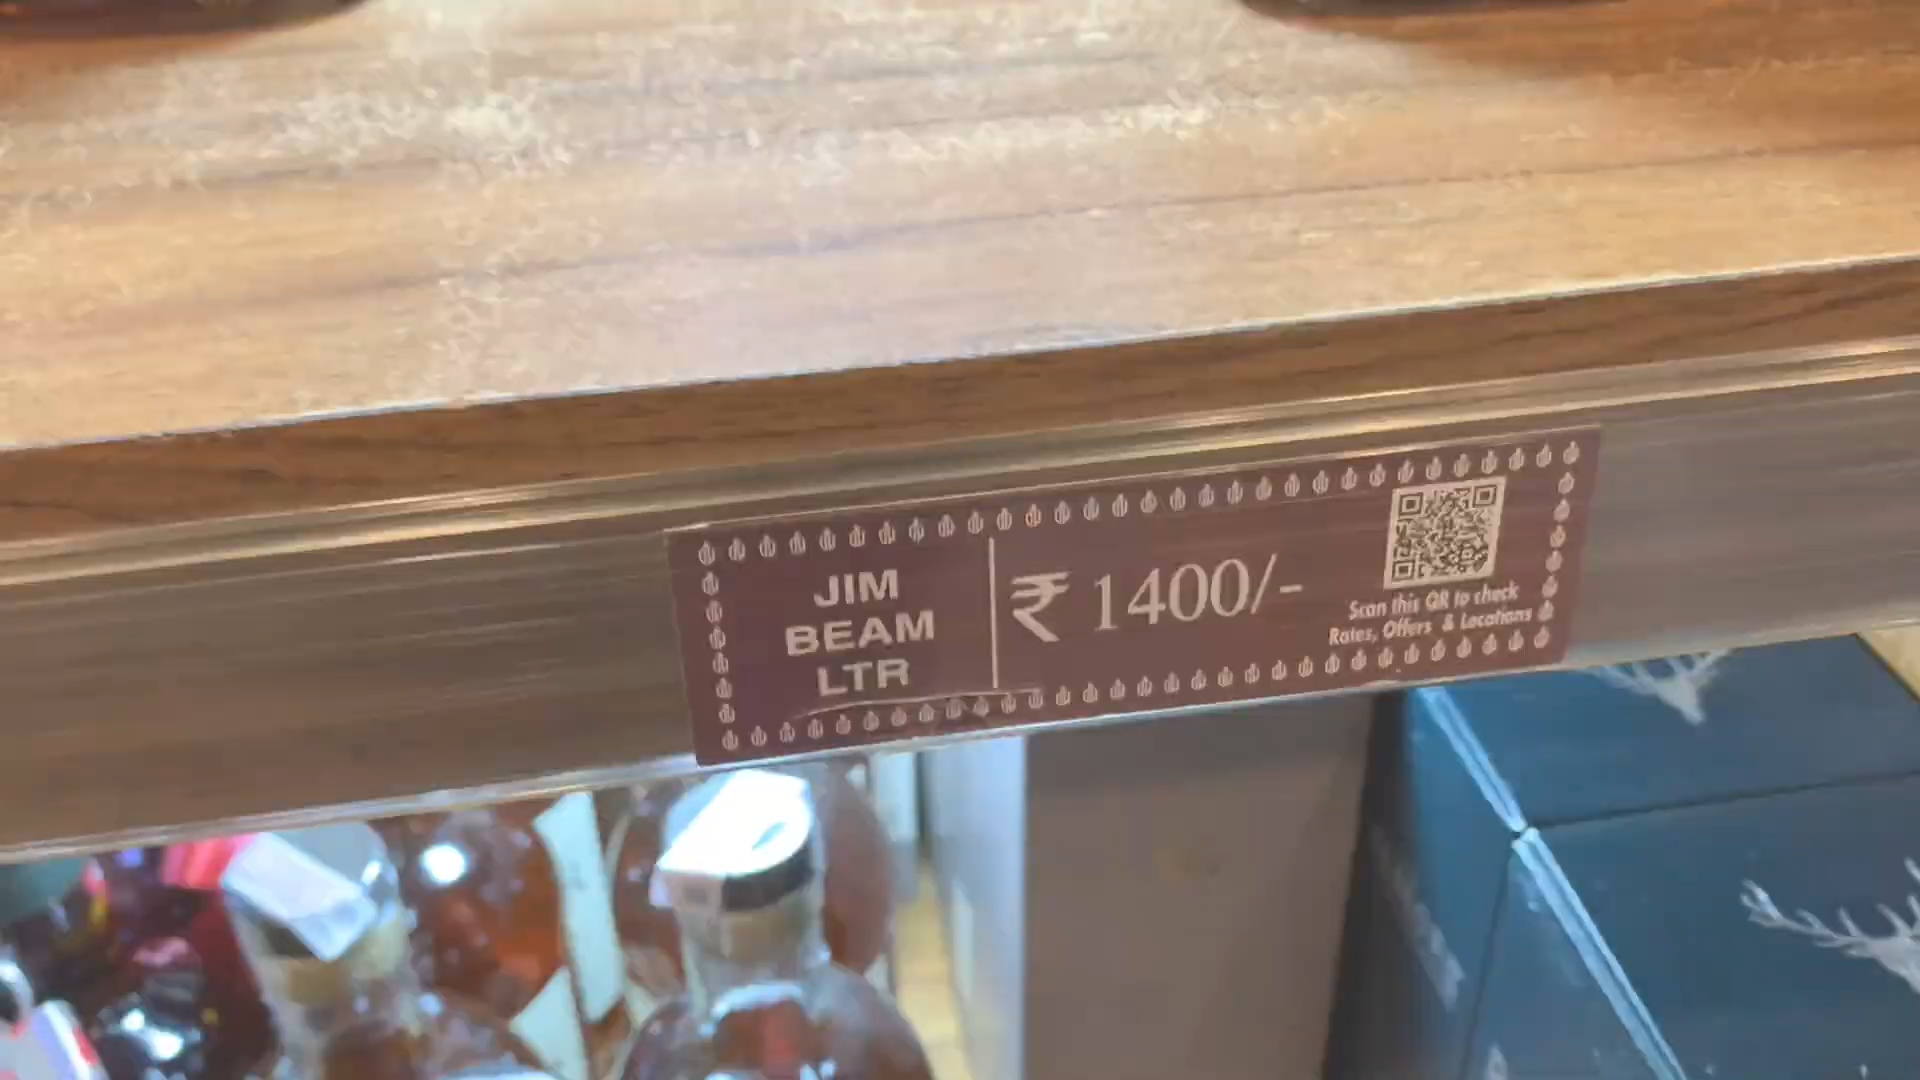 JIM
BEAM
LTR
₹ 1400/-
Scan this QR to check
Rates, Offers & Locations